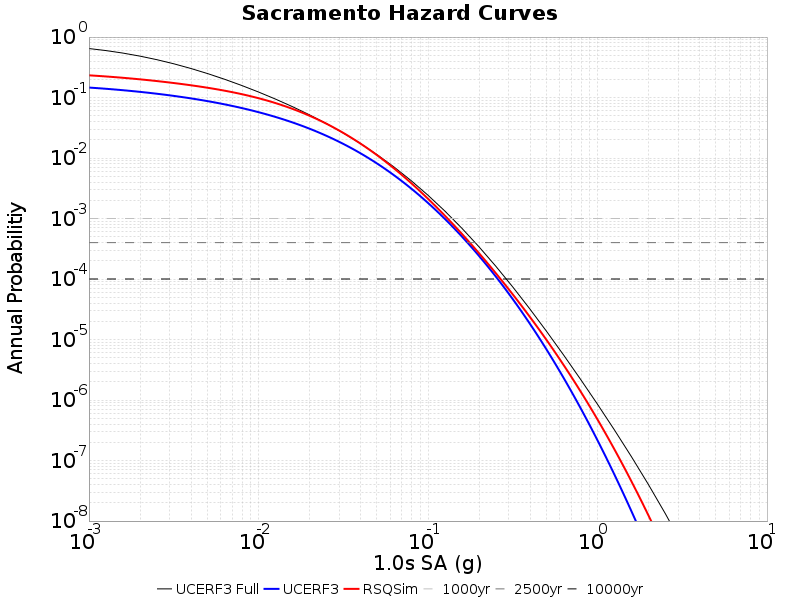 Sacramento Hazard Curves
10^0
10^-1
10^-2
10^-3
10^-4
10^-5
10^-6
10^-7
10^-8
Annual Probabilitiy
10^-3 10^-2 10^-1 10^0 10^1
1.0s SA (g)
UCERF3 Full UCERF3 RSQSim 1000yr 2500yr 10000yr